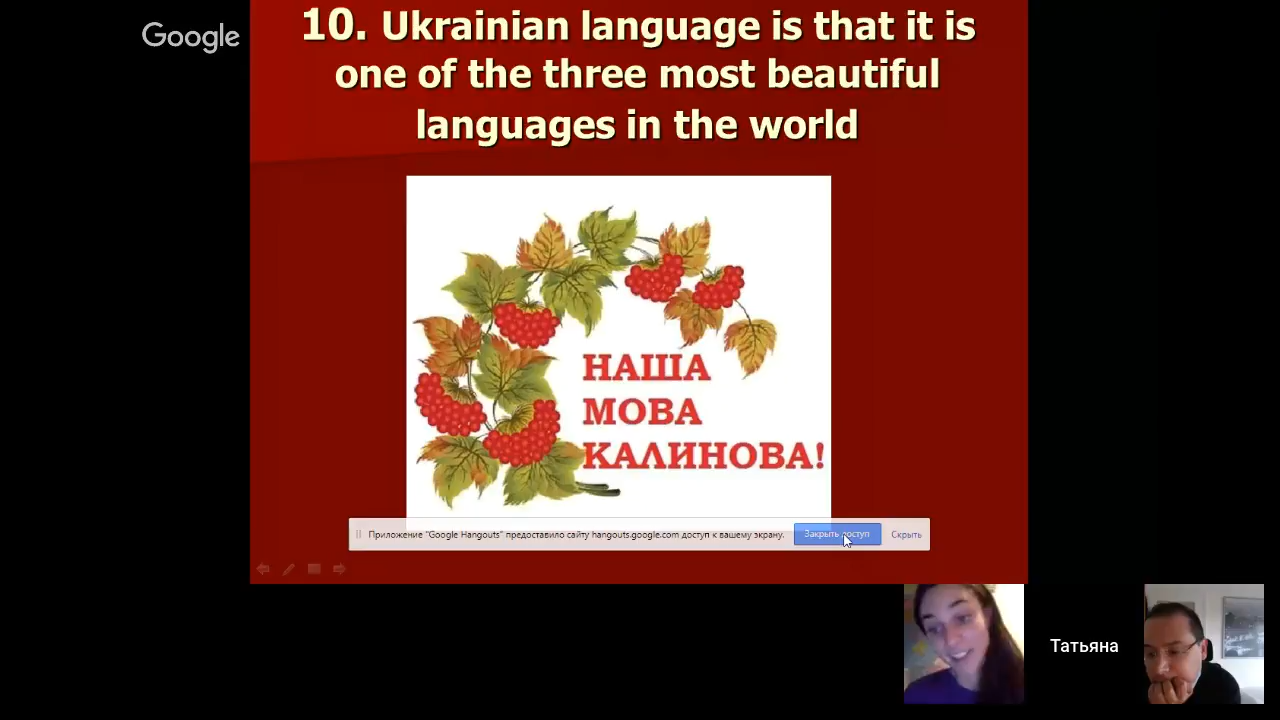 Google
10. Ukrainian language is that it is
one of the three most beautiful
languages in the world
НАША
МОВА
КАЛИНОВА!
Приложение "Google Hangouts" предоставило сайту hangouts.google.com доступ к вашему экрану.
Закрыть доступ
Скрыть
Татьяна